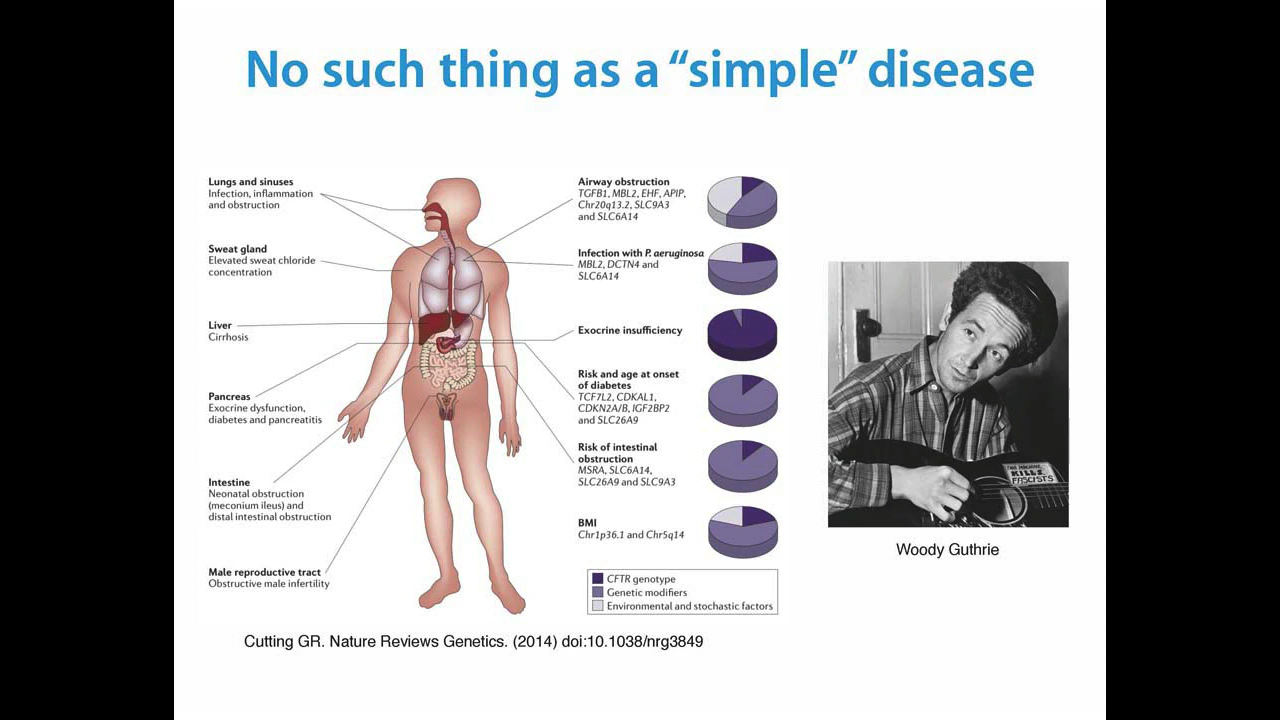 No such thing as a “simple” disease
Lungs and sinuses
Infection, inflammation
and obstruction
Sweat gland
Elevated sweat chloride
concentration
Liver
Cirrhosis
Pancreas
Exocrine dysfunction,
diabetes and pancreatitis
Intestine
Neonatal obstruction
(meconium ileus) and
distal intestinal obstruction
Male reproductive tract
Obstructive male infertility
Airway obstruction
TGFB1, MBL2, EHF, APIP,
Chr20q13.2, SLC9A3
and SLC6A14
Infection with P. aeruginosa
MBL2, DCTN4 and
SLC6A14
Exocrine insufficiency
Risk and age at onset
of diabetes
TCF7L2, CDKAL1,
CDKN2A/B, IGF2BP2
and SLC26A9
Risk of intestinal
obstruction
MSRA, SLC6A14,
SLC26A9 and SLC9A3
BMI
Chr1p36.1 and Chr5q14
CFTR genotype
Genetic modifiers
Environmental and stochastic factors
THIS MACHINE
KILLS
FASCISTS
Woody Guthrie
Cutting GR. Nature Reviews Genetics. (2014) doi:10.1038/nrg3849